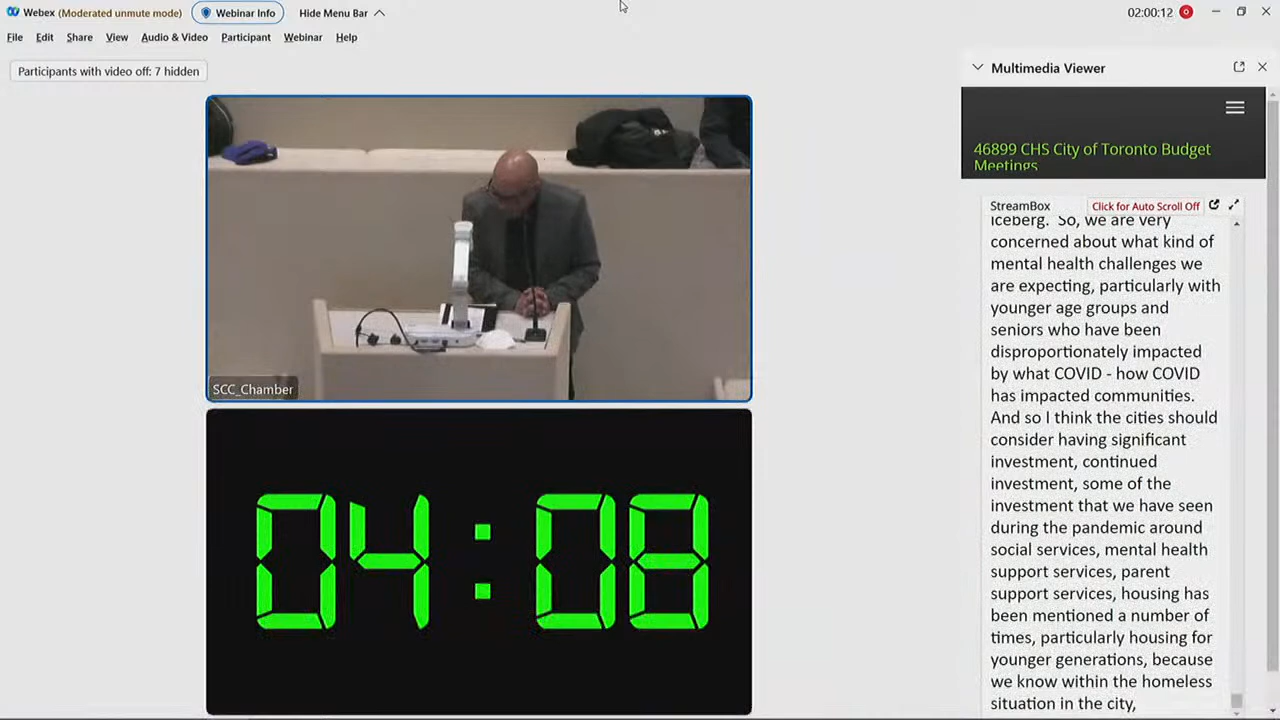 Webex (Moderated unmute mode) Webinar Info Hide Menu Bar 02:00:12
File Edit Share View Audio & Video Participant Webinar Help
Participants with video off: 7 hidden
Multimedia Viewer
46899 CHS City of Toronto Budget
Meetings
StreamBox Click for Auto Scroll Off
iceberg. So, we are very
concerned about what kind of
mental health challenges we
are expecting, particularly with
younger age groups and
seniors who have been
disproportionately impacted
by what COVID - how COVID
has impacted communities.
And so I think the cities should
consider having significant
investment, continued
investment, some of the
investment that we have seen
during the pandemic around
social services, mental health
support services, parent
support services, housing has
been mentioned a number of
times, particularly housing for
younger generations, because
we know within the homeless
situation in the city,
SCC_Chamber
04:08